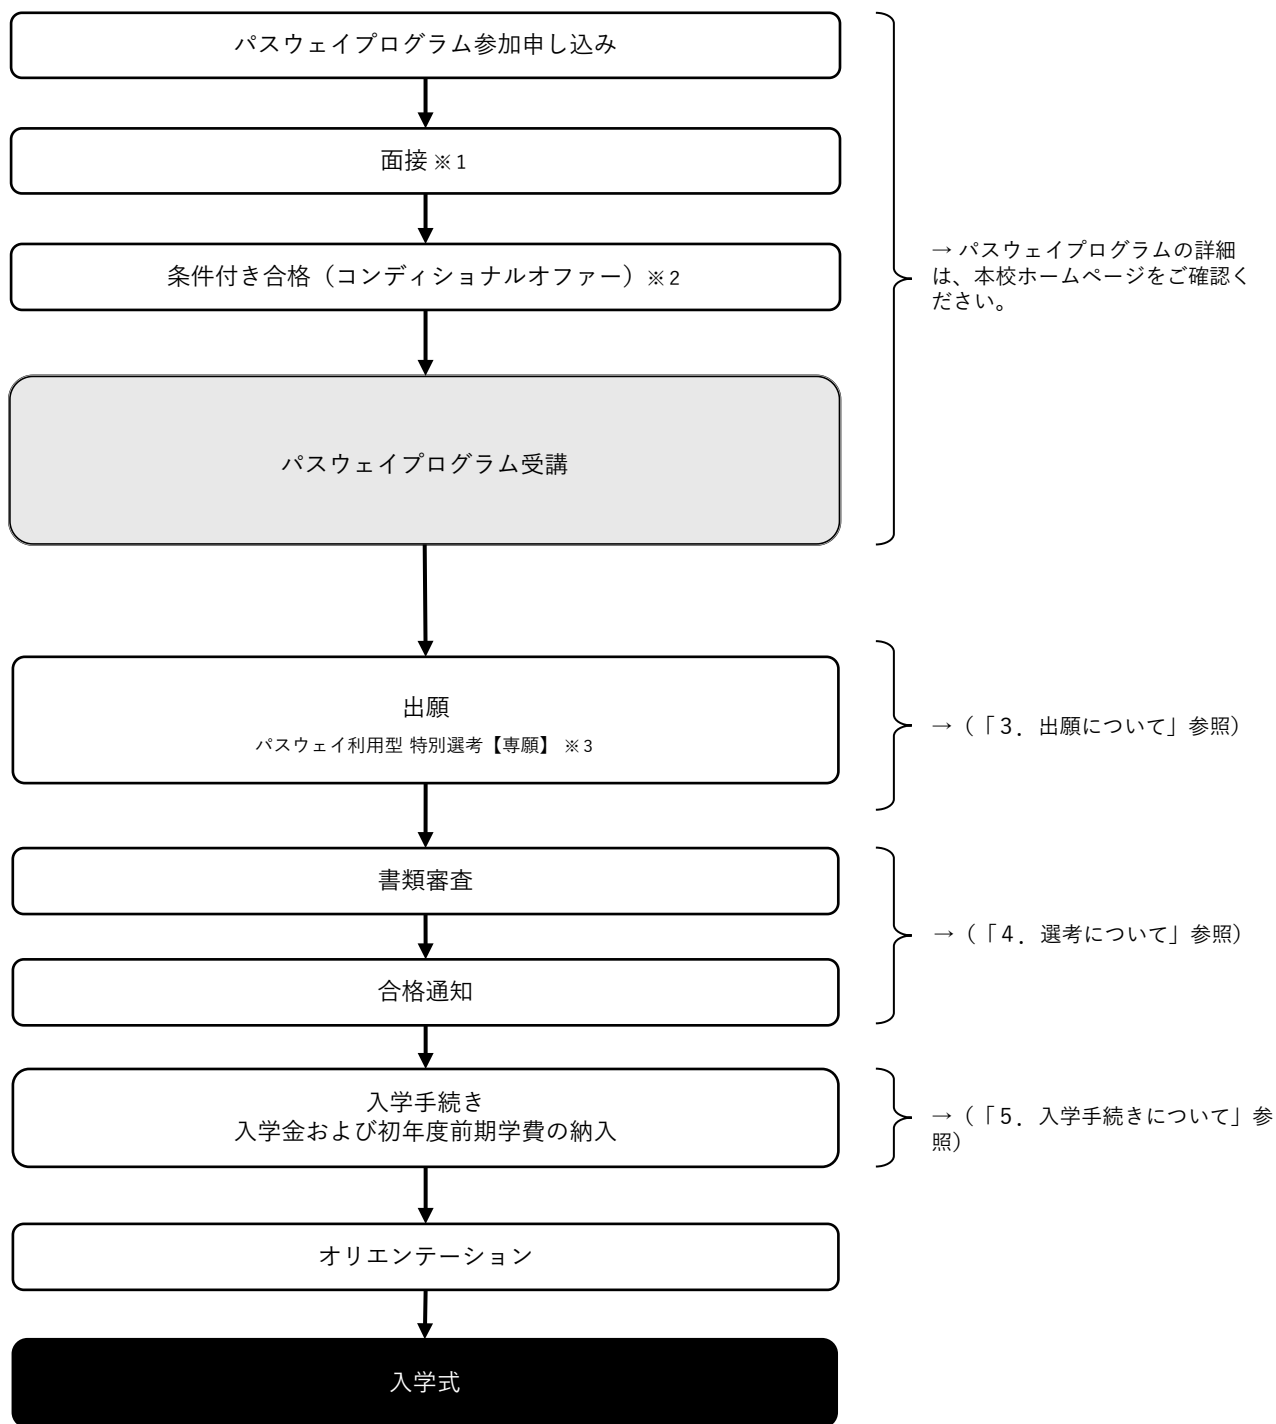 パスウェイプログラム参加申し込み
面接 ※1
条件付き合格（コンディショナルオファー）※2
→ パスウェイプログラムの詳細
は、本校ホームページをご確認く
ださい。
パスウェイプログラム受講
出願
パスウェイ利用型 特別選考【専願】 ※3
→（「3．出願について」参照）
書類審査
→（「4．選考について」参照）
合格通知
入学手続き
入学金および初年度前期学費の納入
→（「5．入学手続きについて」参
照）
オリエンテーション
入学式